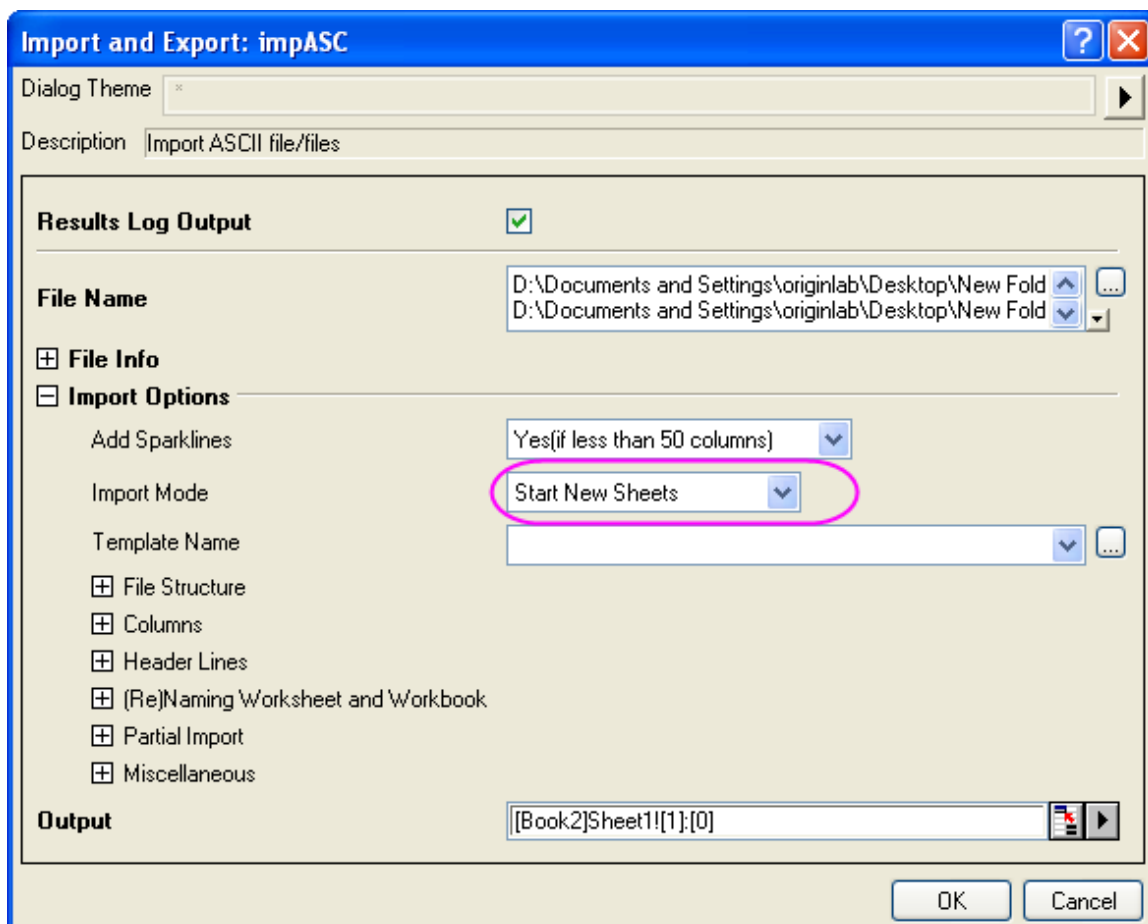 Import and Export: impASC
Dialog Theme *
Description Import ASCII file/files
Results Log Output
File Name D:\Documents and Settings\originlab\Desktop\New Fold
D:\Documents and Settings\originlab\Desktop\New Fold
File Info
Import Options
Add Sparklines Yes(if less than 50 columns)
Import Mode Start New Sheets
Template Name
File Structure
Columns
Header Lines
(Re)Naming Worksheet and Workbook
Partial Import
Miscellaneous
Output [Book2]Sheet1![1]:[0]
OK Cancel